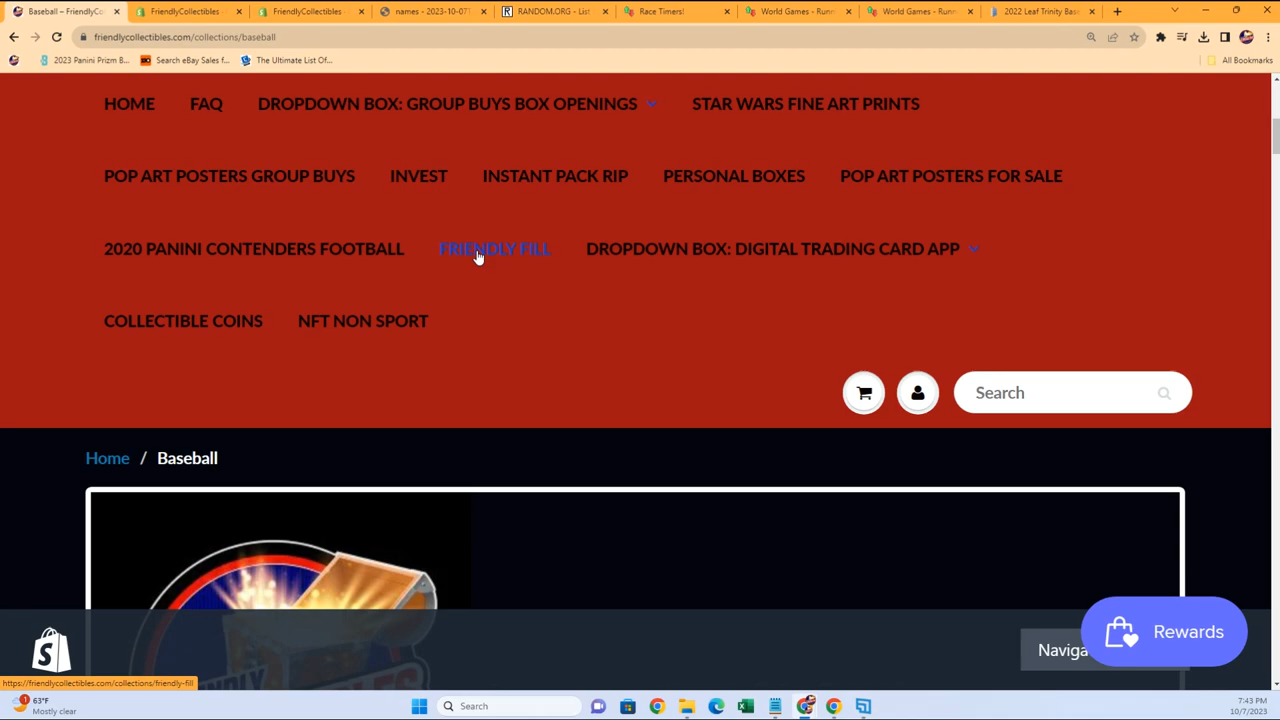 Baseball – FriendlyCo
FriendlyCollectibles
FriendlyCollectibles
names - 2023-10-07T
RANDOM.ORG - List
Race Timers!
World Games - Runn
World Games - Runn
2022 Leaf Trinity Base
friendlycollectibles.com/collections/baseball
2023 Panini Prizm B...
Search eBay Sales f...
The Ultimate List Of...
All Bookmarks
HOME FAQ DROPDOWN BOX: GROUP BUYS BOX OPENINGS STAR WARS FINE ART PRINTS
POP ART POSTERS GROUP BUYS INVEST INSTANT PACK RIP PERSONAL BOXES POP ART POSTERS FOR SALE
2020 PANINI CONTENDERS FOOTBALL FRIENDLY FILL DROPDOWN BOX: DIGITAL TRADING CARD APP
COLLECTIBLE COINS NFT NON SPORT
Search
Home / Baseball
Rewards
Naviga
https://friendlycollectibles.com/collections/friendly-fill
63°F
Mostly clear
Search
7:43 PM
10/7/2023